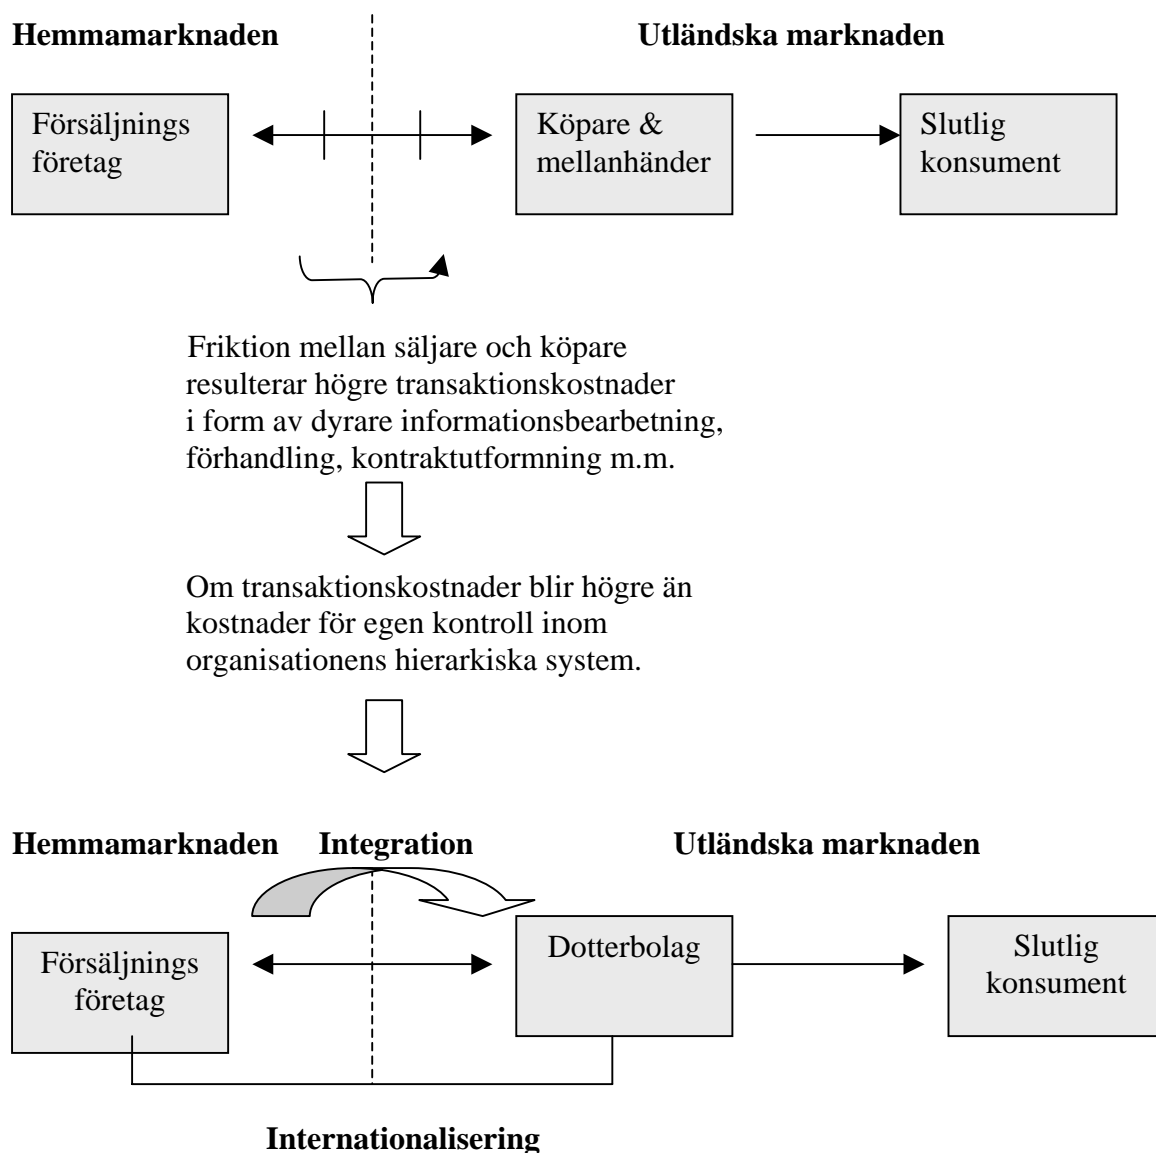 Hemmamarknaden
Utländska marknaden
Försäljnings
företag
Köpare &
mellanhänder
Slutlig
konsument
Friktion mellan säljare och köpare
resulterar högre transaktionskostnader
i form av dyrare informationsbearbetning,
förhandling, kontraktutformning m.m.
Om transaktionskostnader blir högre än
kostnader för egen kontroll inom
organisationens hierarkiska system.
Hemmamarknaden
Integration
Utländska marknaden
Försäljnings
företag
Dotterbolag
Slutlig
konsument
Internationalisering